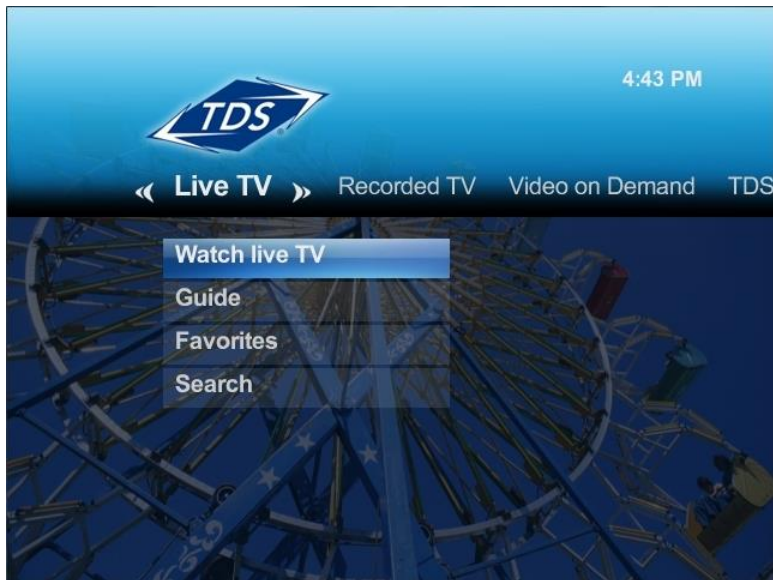 4:43 PM
TDS
« Live TV » Recorded TV Video on Demand TDS
Watch live TV
Guide
Favorites
Search